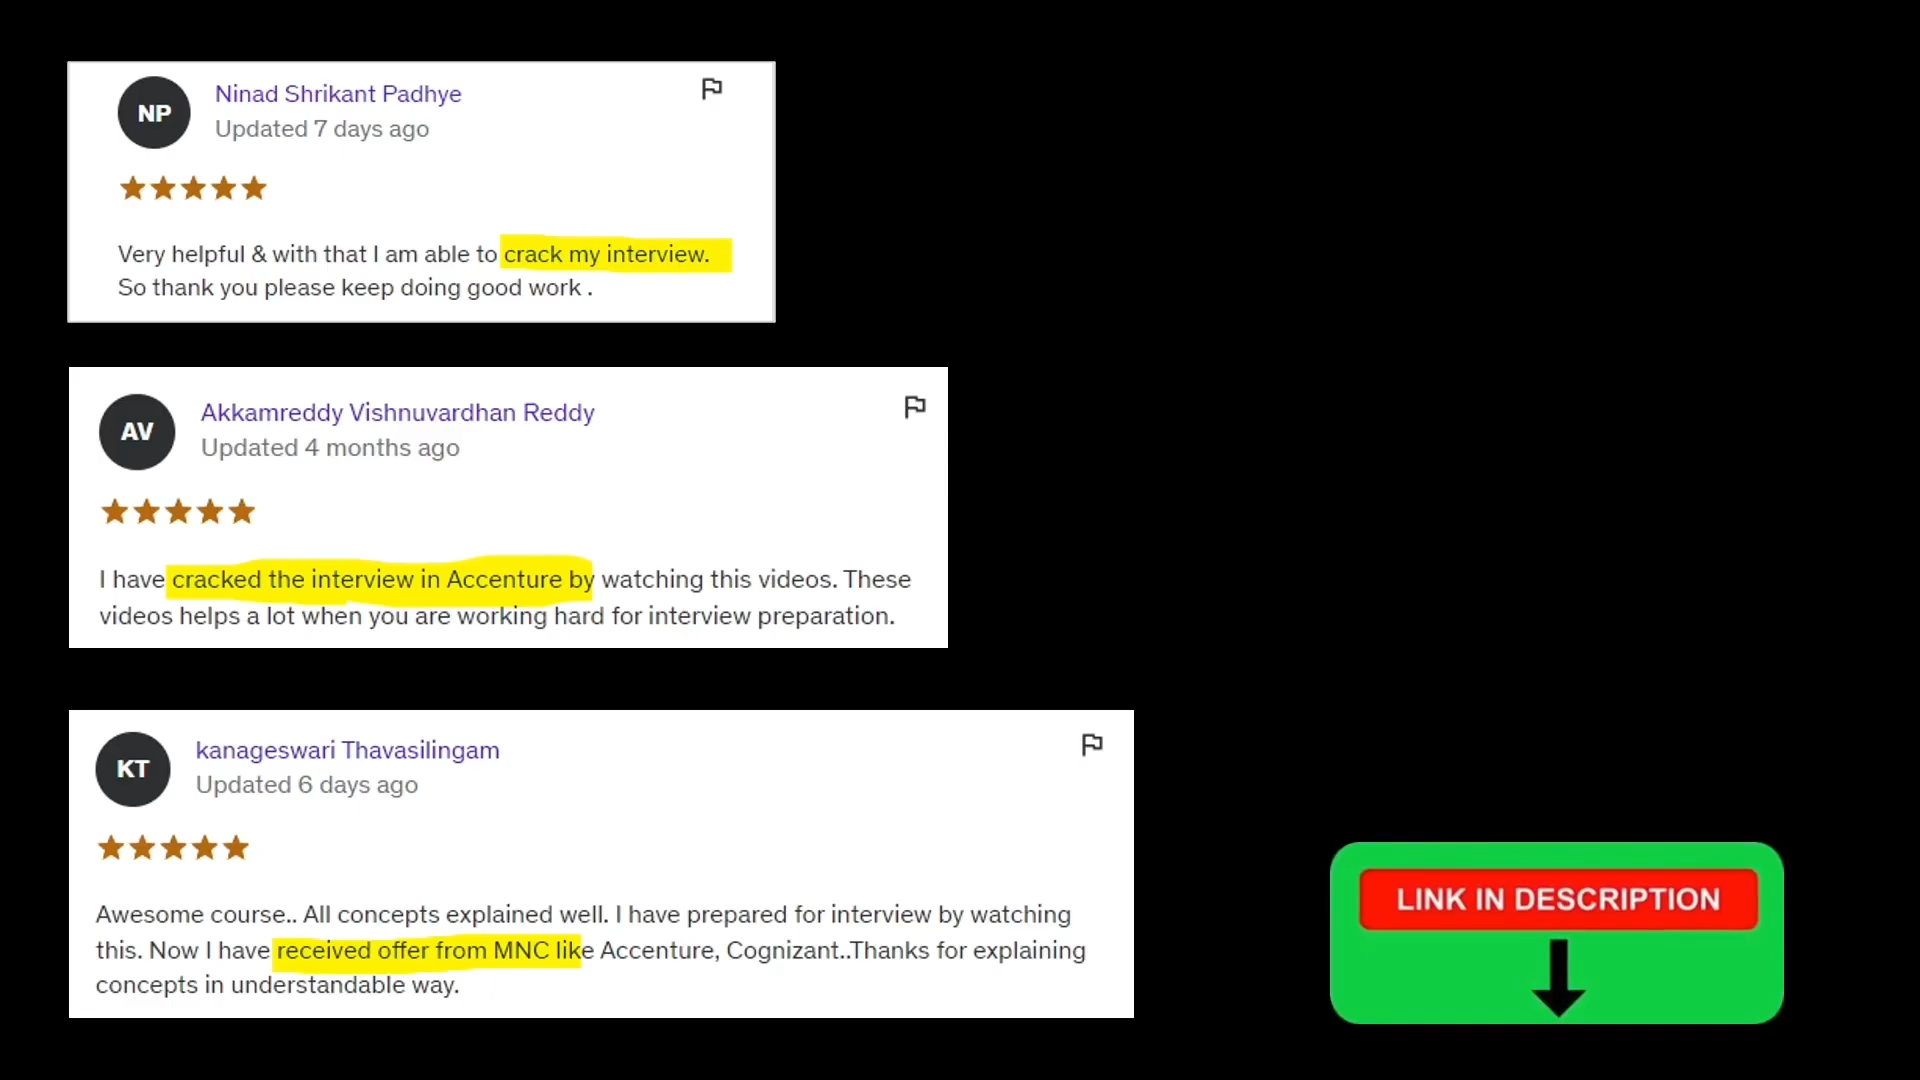 NP
Ninad Shrikant Padhye
Updated 7 days ago
Very helpful & with that I am able to crack my interview.
So thank you please keep doing good work .
AV
Akkamreddy Vishnuvardhan Reddy
Updated 4 months ago
I have cracked the interview in Accenture by watching this videos. These
videos helps a lot when you are working hard for interview preparation.
KT
kanageswari Thavasilingam
Updated 6 days ago
Awesome course.. All concepts explained well. I have prepared for interview by watching
this. Now I have received offer from MNC like Accenture, Cognizant..Thanks for explaining
concepts in understandable way.
LINK IN DESCRIPTION